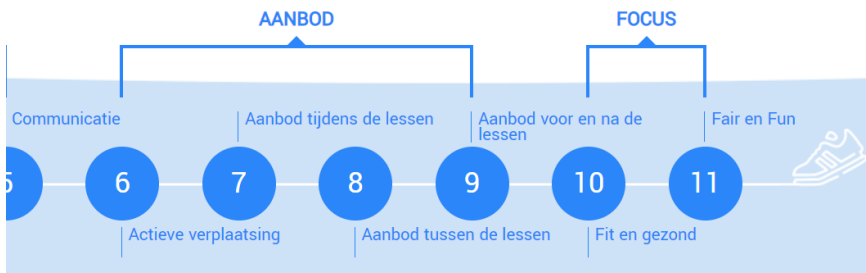 AANBOD
FOCUS
Communicatie
Aanbod tijdens de lessen
Aanbod voor en na de
lessen
Fair en Fun
5
6
7
8
9
10
11
Actieve verplaatsing
Aanbod tussen de lessen
Fit en gezond